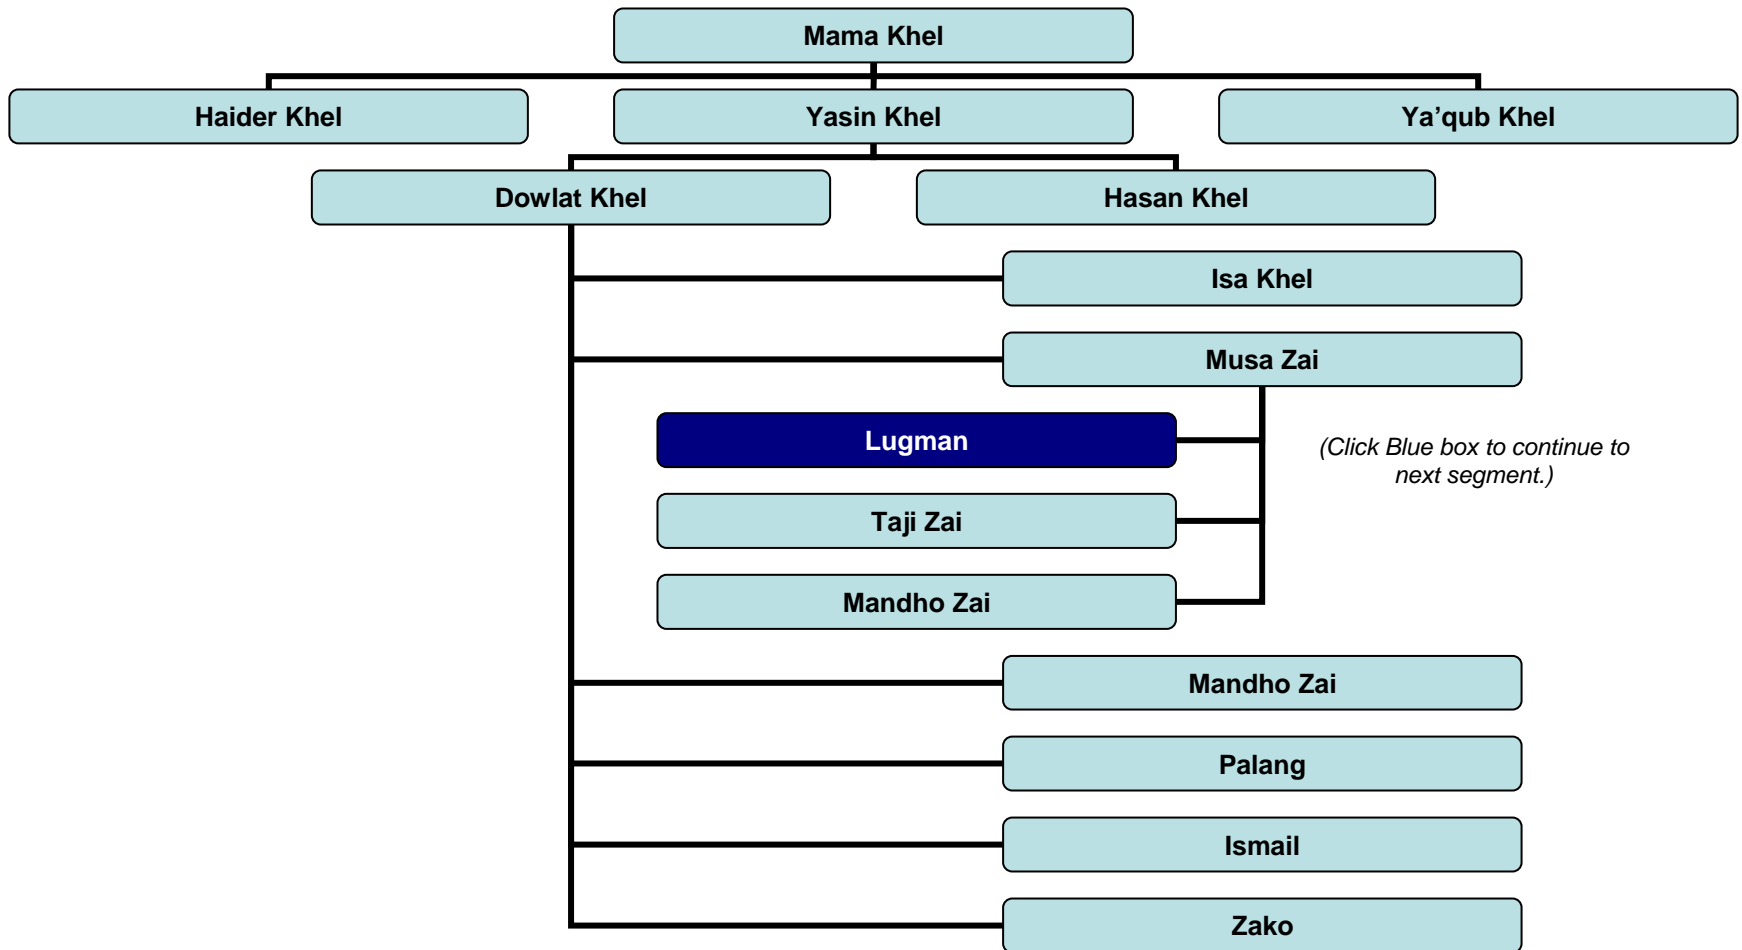 Mama Khel
Haider Khel
Yasin Khel
Ya'qub Khel
Dowlat Khel
Hasan Khel
Isa Khel
Musa Zai
Lugman
(Click Blue box to continue to
next segment.)
Taji Zai
Mandho Zai
Mandho Zai
Palang
Ismail
Zako